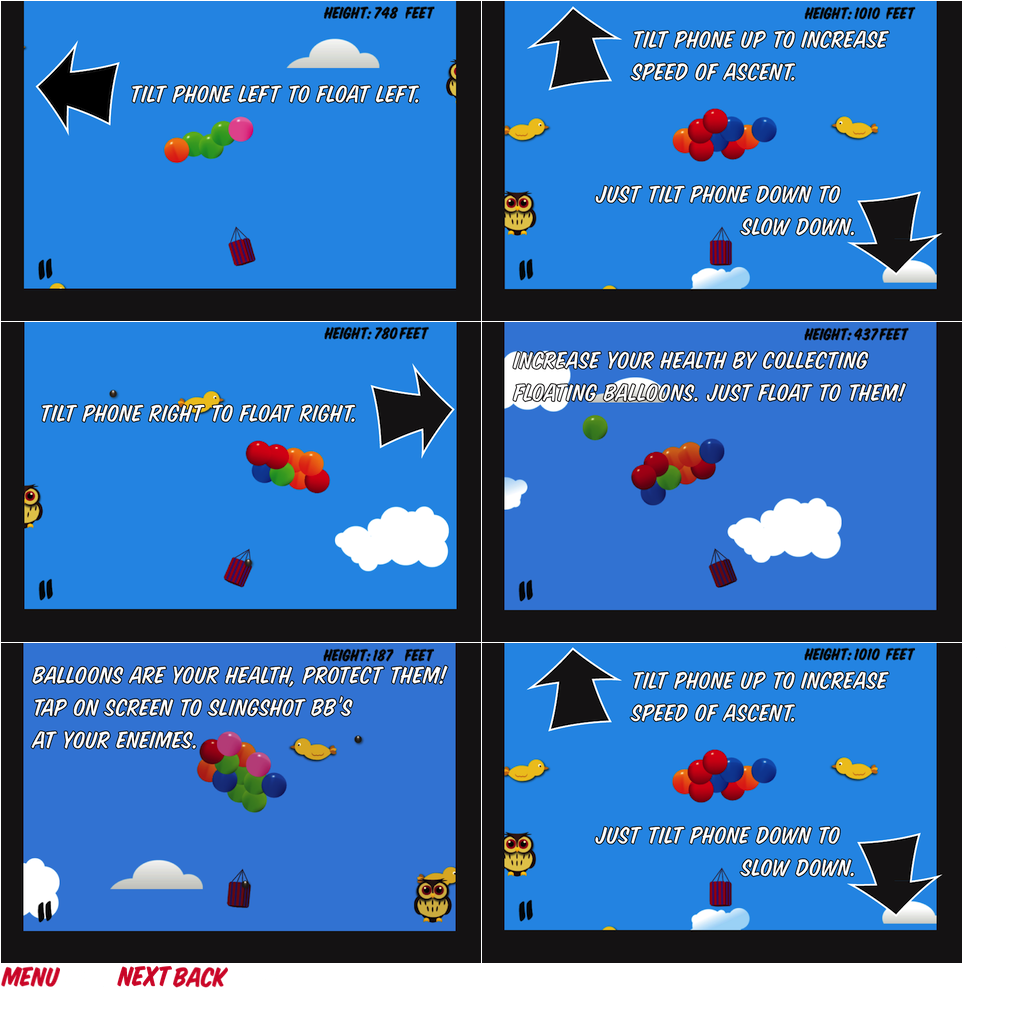 HEIGHT: 748 FEET
TILT PHONE LEFT TO FLOAT LEFT.
HEIGHT: 1010 FEET
TILT PHONE UP TO INCREASE
SPEED OF ASCENT.
JUST TILT PHONE DOWN TO
SLOW DOWN.
HEIGHT: 780 FEET
TILT PHONE RIGHT TO FLOAT RIGHT.
HEIGHT: 437 FEET
INCREASE YOUR HEALTH BY COLLECTING
FLOATING BALLOONS. JUST FLOAT TO THEM!
HEIGHT: 187 FEET
BALLOONS ARE YOUR HEALTH, PROTECT THEM!
TAP ON SCREEN TO SLINGSHOT BB'S
AT YOUR ENEIMES.
HEIGHT: 1010 FEET
TILT PHONE UP TO INCREASE
SPEED OF ASCENT.
JUST TILT PHONE DOWN TO
SLOW DOWN.
MENU NEXT BACK